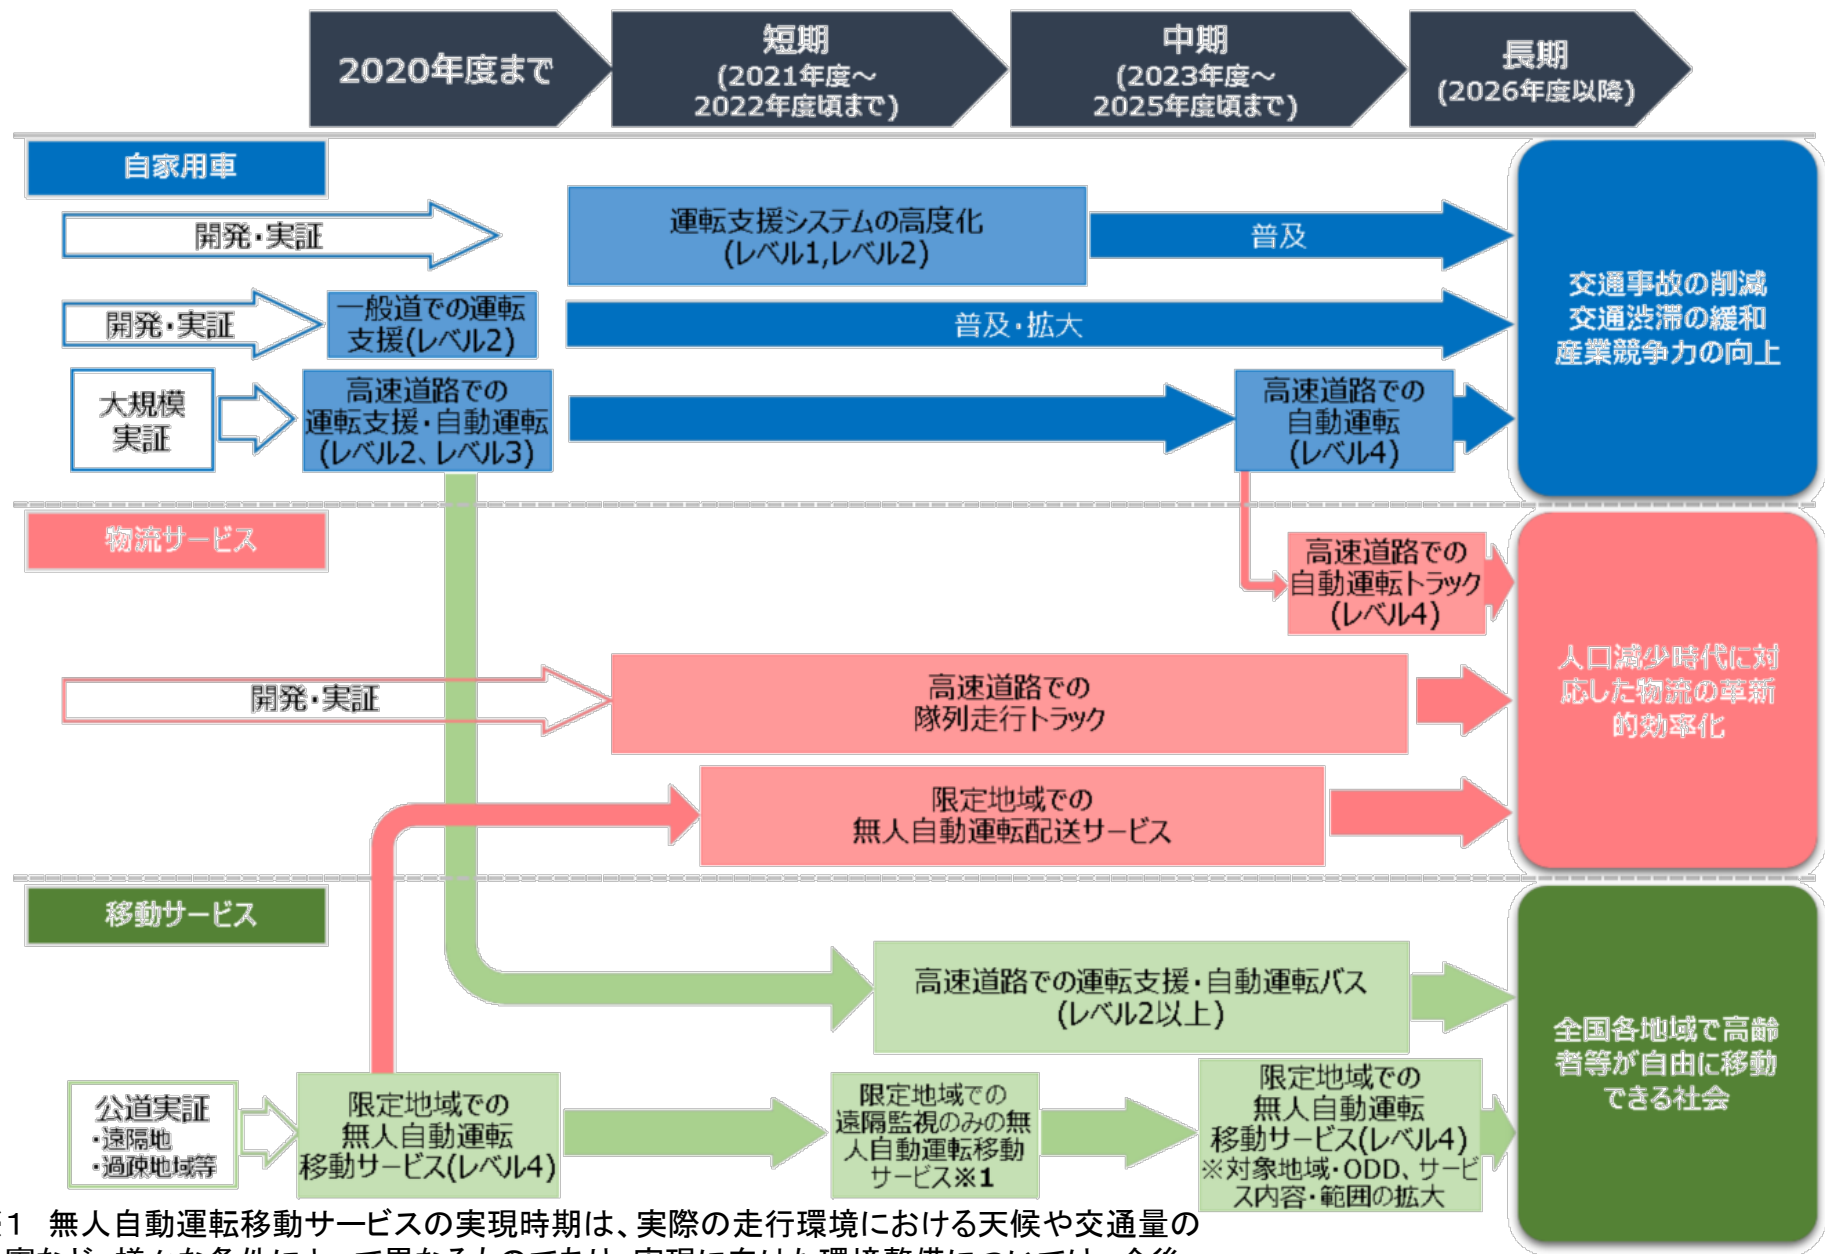 2020年度まで
短期
(2021年度～
2022年度頃まで)
中期
(2023年度～
2025年度頃まで)
長期
(2026年度以降)
自家用車
開発・実証
運転支援システムの高度化
(レベル1,レベル2)
普及
開発・実証
一般道での運転
支援(レベル2)
普及・拡大
大規模
実証
高速道路での
運転支援・自動運転
(レベル2、レベル3)
高速道路での
自動運転
(レベル4)
交通事故の削減
交通渋滞の緩和
産業競争力の向上
物流サービス
高速道路での
自動運転トラック
(レベル4)
開発・実証
高速道路での
隊列走行トラック
限定地域での
無人自動運転配送サービス
人口減少時代に対
応した物流の革新
的効率化
移動サービス
高速道路での運転支援・自動運転バス
(レベル2以上)
公道実証
・遠隔地
・過疎地域等
限定地域での
無人自動運転
移動サービス(レベル4)
限定地域での
遠隔監視のみの無
人自動運転移動
サービス※1
限定地域での
無人自動運転
移動サービス(レベル4)
※対象地域・ODD、サービ
ス内容・範囲の拡大
全国各地域で高齢
者等が自由に移動
できる社会
1 無人自動運転移動サービスの実現時期は、実際の走行環境における天候や交通量の